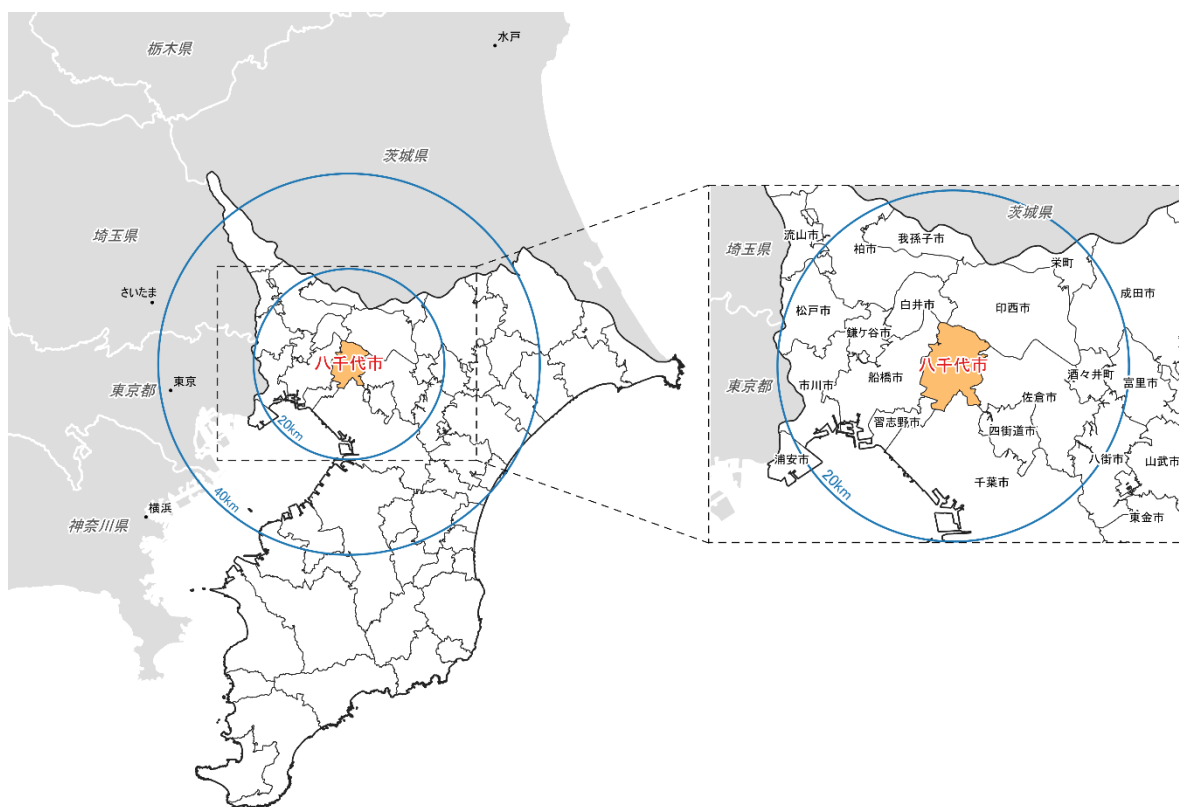 水戸
栃木県
茨城県
埼玉県
さいたま
東京都
東京
八千代市
20km
40km
横浜
神奈川県
茨城県
流山市
我孫子市
柏市
埼玉県
栄町
成田市
松戸市
白井市
印西市
鎌ケ谷市
八千代市
船橋市
酒々井町
富里市
東京都
市川市
佐倉市
習志野市
四街道市
浦安市
八街市
山武市
20km
千葉市
東金市